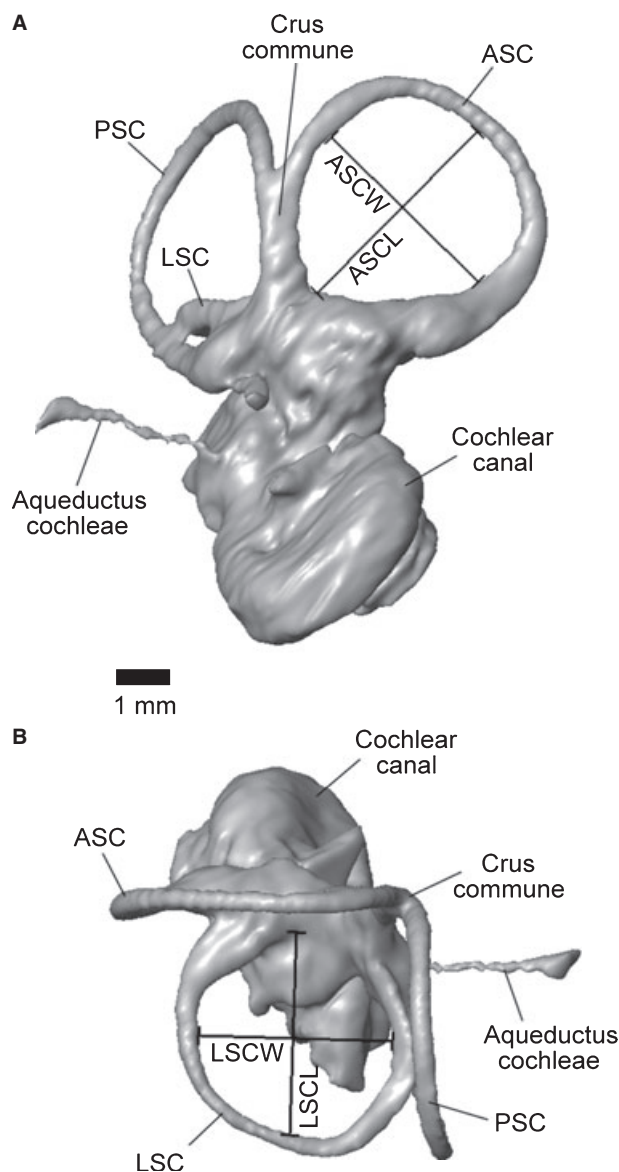 A
Crus
commune
ASC
PSC
ASCW
LSC
ASCL
Cochlear
canal
Aqueductus
cochleae
1 mm
B
Cochlear
canal
ASC
Crus
commune
LSCW
LSCL
Aqueductus
cochleae
PSC
LSC